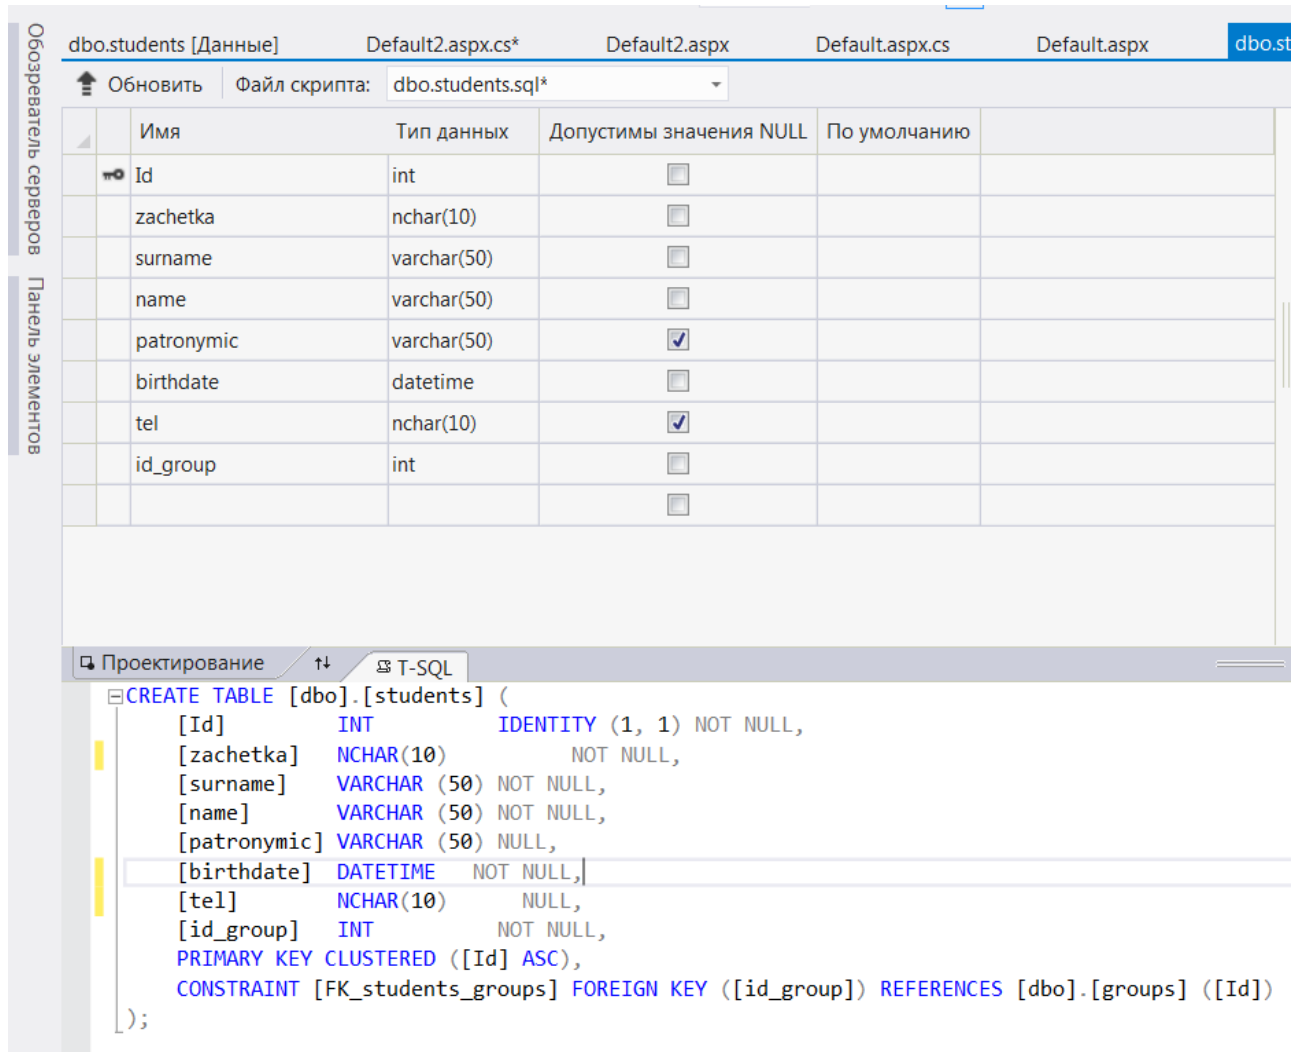 Обозреватель серверов
Панель элементов
dbo.students [Данные] Default2.aspx.cs* Default2.aspx Default.aspx.cs Default.aspx dbo.st
Обновить Файл скрипта: dbo.students.sql*
Имя Тип данных Допустимы значения NULL По умолчанию
Id int
zachetka nchar(10)
surname varchar(50)
name varchar(50)
patronymic varchar(50)
birthdate datetime
tel nchar(10)
id_group int
Проектирование T-SQL
CREATE TABLE [dbo].[students] (
[Id] INT IDENTITY (1, 1) NOT NULL,
[zachetka] NCHAR(10) NOT NULL,
[surname] VARCHAR (50) NOT NULL,
[name] VARCHAR (50) NOT NULL,
[patronymic] VARCHAR (50) NULL,
[birthdate] DATETIME NOT NULL,
[tel] NCHAR(10) NULL,
[id_group] INT NOT NULL,
PRIMARY KEY CLUSTERED ([Id] ASC),
CONSTRAINT [FK_students_groups] FOREIGN KEY ([id_group]) REFERENCES [dbo].[groups] ([Id])
);